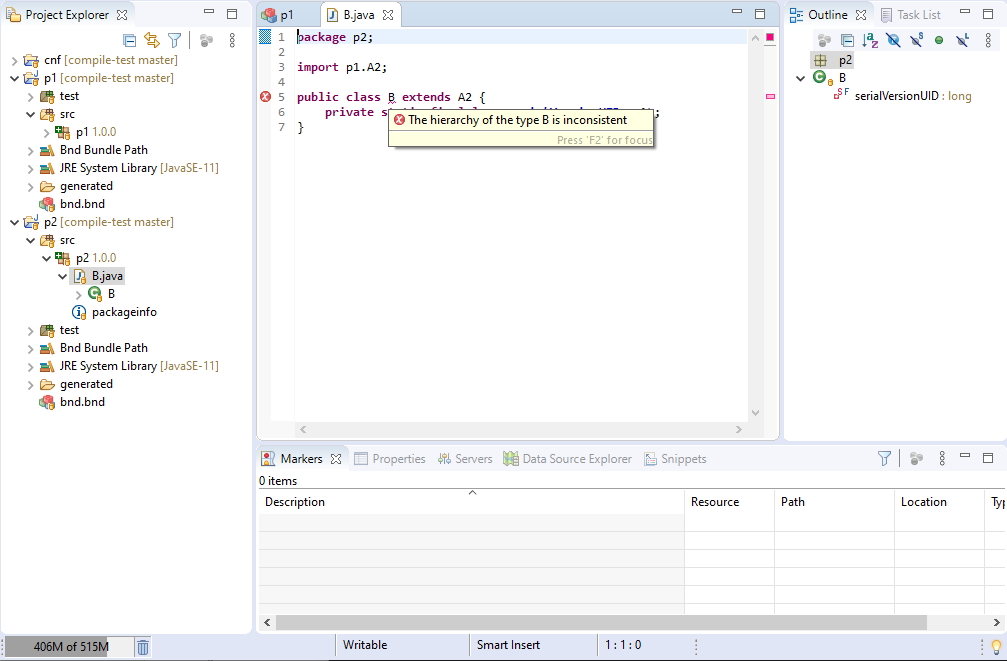 Project Explorer
cnf [compile-test master]
p1 [compile-test master]
test
src
p1 1.0.0
Bnd Bundle Path
JRE System Library [JavaSE-11]
generated
bnd.bnd
p2 [compile-test master]
src
p2 1.0.0
B.java
B
packageinfo
test
Bnd Bundle Path
JRE System Library [JavaSE-11]
generated
bnd.bnd
p1
B.java
1 package p2;
2
3 import p1.A2;
4
5 public class B extends A2 {
6 private
7 }
The hierarchy of the type B is inconsistent
Press 'F2' for focus
Outline
Task List
p2
B
S F
serialVersionUID : long
Markers
Properties
Servers
Data Source Explorer
Snippets
0 items
Description
Resource
Path
Location
406M of 515M
Writable
Smart Insert
1 : 1 : 0